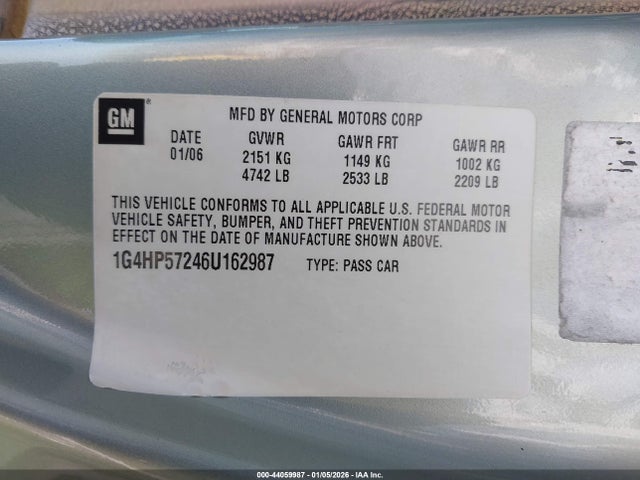 GM
MFD BY GENERAL MOTORS CORP
DATE GVWR GAWR FRT GAWR RR
01/06 2151 KG 1149 KG 1002 KG
4742 LB 2533 LB 2209 LB
THIS VEHICLE CONFORMS TO ALL APPLICABLE U.S. FEDERAL MOTOR
VEHICLE SAFETY, BUMPER, AND THEFT PREVENTION STANDARDS IN
EFFECT ON THE DATE OF MANUFACTURE SHOWN ABOVE.
1G4HP57246U162987 TYPE: PASS CAR
000-44059987 - 01/05/2026 - IAA Inc.